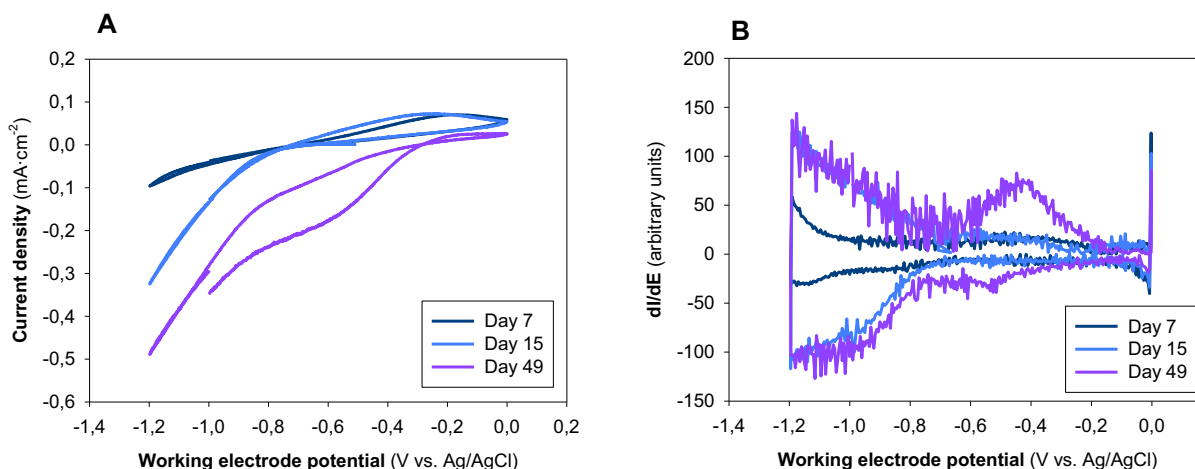 A
0,2
0,1
0,0
-0,1
-0,2
-0,3
-0,4
-0,5
-0,6
Current density (mA·cm-2)
Day 7
Day 15
Day 49
-1,4 -1,2 -1,0 -0,8 -0,6 -0,4 -0,2 0,0 0,2
Working electrode potential (V vs. Ag/AgCl)
B
200
150
100
50
0
-50
-100
-150
dI/dE (arbitrary units)
Day 7
Day 15
Day 49
-1,4 -1,2 -1,0 -0,8 -0,6 -0,4 -0,2 0,0
Working electrode potential (V vs. Ag/AgCl)